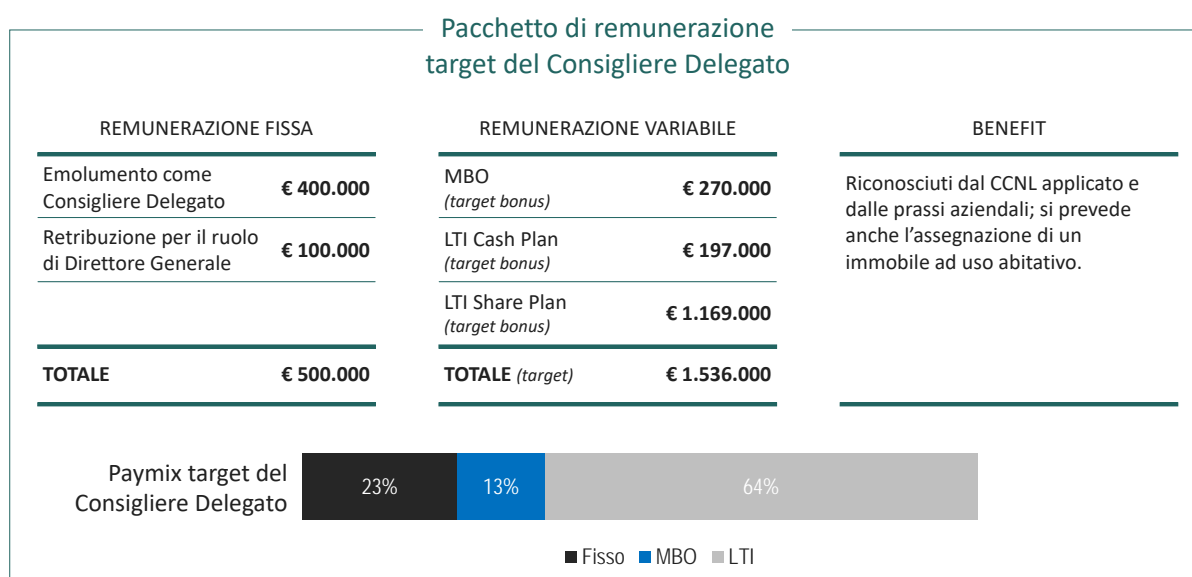 Pacchetto di remunerazione
target del Consigliere Delegato
REMUNERAZIONE FISSA
Emolumento come
Consigliere Delegato
€ 400.000
Retribuzione per il ruolo
di Direttore Generale
€ 100.000
TOTALE
€ 500.000
REMUNERAZIONE VARIABILE
MBO
(target bonus)
€ 270.000
LTI Cash Plan
(target bonus)
€ 197.000
LTI Share Plan
(target bonus)
€ 1.169.000
TOTALE (target)
€ 1.536.000
BENEFIT
Riconosciuti dal CCNL applicato e
dalle prassi aziendali; si prevede
anche l’assegnazione di un
immobile ad uso abitativo.
Paymix target del
Consigliere Delegato
23%
13%
64%
Fisso
MBO
LTI